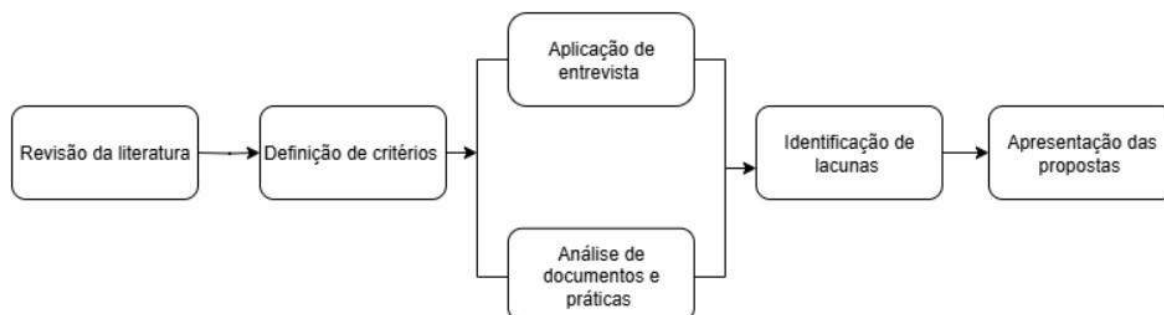 Revisão da literatura
Definição de critérios
Aplicação de
entrevista
Análise de
documentos e
práticas
Identificação de
lacunas
Apresentação das
propostas